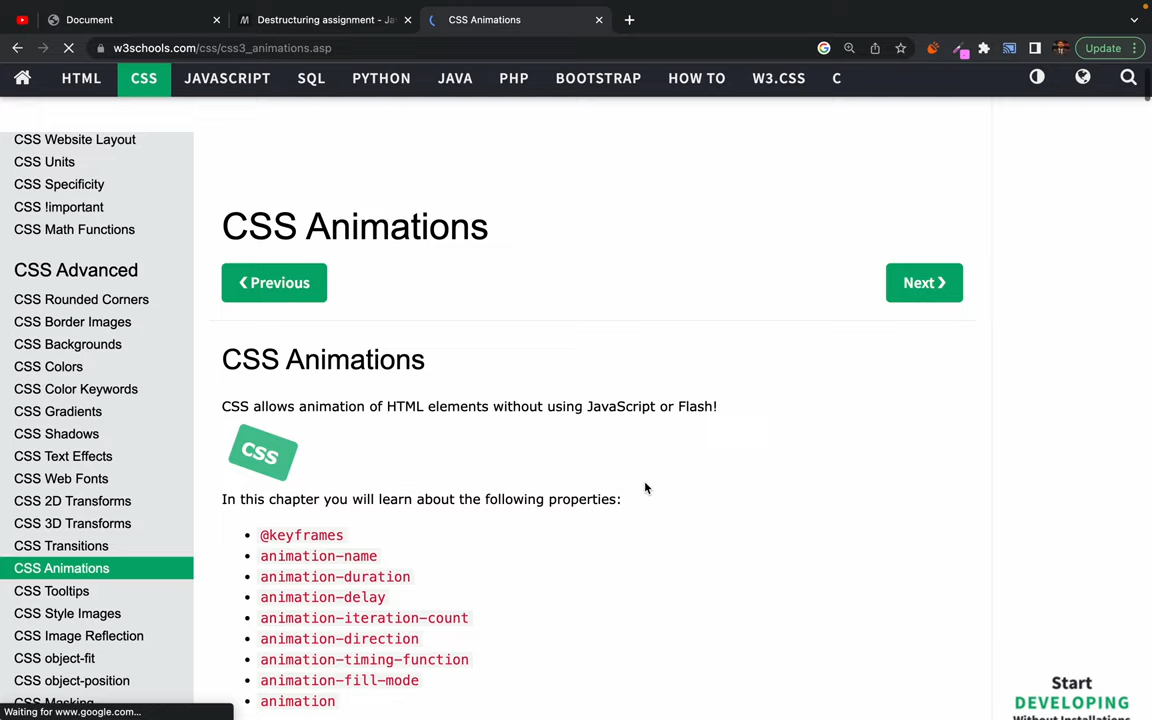 Document
Destructuring assignment - Ja
CSS Animations
w3schools.com/css/css3_animations.asp
Update
HTML CSS JAVASCRIPT SQL PYTHON JAVA PHP BOOTSTRAP HOW TO W3.CSS C
CSS Website Layout
CSS Units
CSS Specificity
CSS !important
CSS Math Functions
CSS Advanced
CSS Rounded Corners
CSS Border Images
CSS Backgrounds
CSS Colors
CSS Color Keywords
CSS Gradients
CSS Shadows
CSS Text Effects
CSS Web Fonts
CSS 2D Transforms
CSS 3D Transforms
CSS Transitions
CSS Animations
CSS Tooltips
CSS Style Images
CSS Image Reflection
CSS object-fit
CSS object-position
CSS Masking
Waiting for www.google.com...
CSS Animations
❮ Previous
Next ❯
CSS Animations
CSS allows animation of HTML elements without using JavaScript or Flash!
CSS
In this chapter you will learn about the following properties:
@keyframes
animation-name
animation-duration
animation-delay
animation-iteration-count
animation-direction
animation-timing-function
animation-fill-mode
animation
Start
DEVELOPING
Without Installations